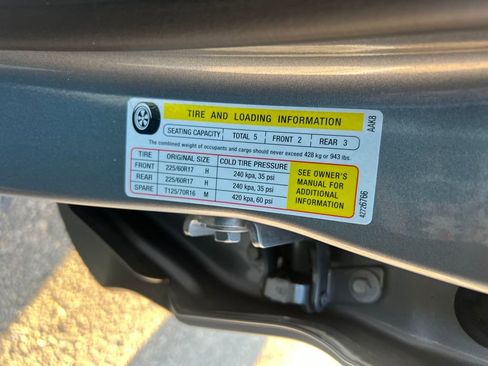 TIRE AND LOADING INFORMATION
SEATING CAPACITY TOTAL 5 FRONT 2 REAR 3
The combined weight of occupants and cargo should never exceed 428 kg or 943 lbs.
TIRE ORIGINAL SIZE COLD TIRE PRESSURE
FRONT 225/60R17 H 240 kpa, 35 psi
REAR 225/60R17 H 240 kpa, 35 psi
SPARE T125/70R16 M 420 kpa, 60 psi
SEE OWNER'S
MANUAL FOR
ADDITIONAL
INFORMATION
AAK8
42726766